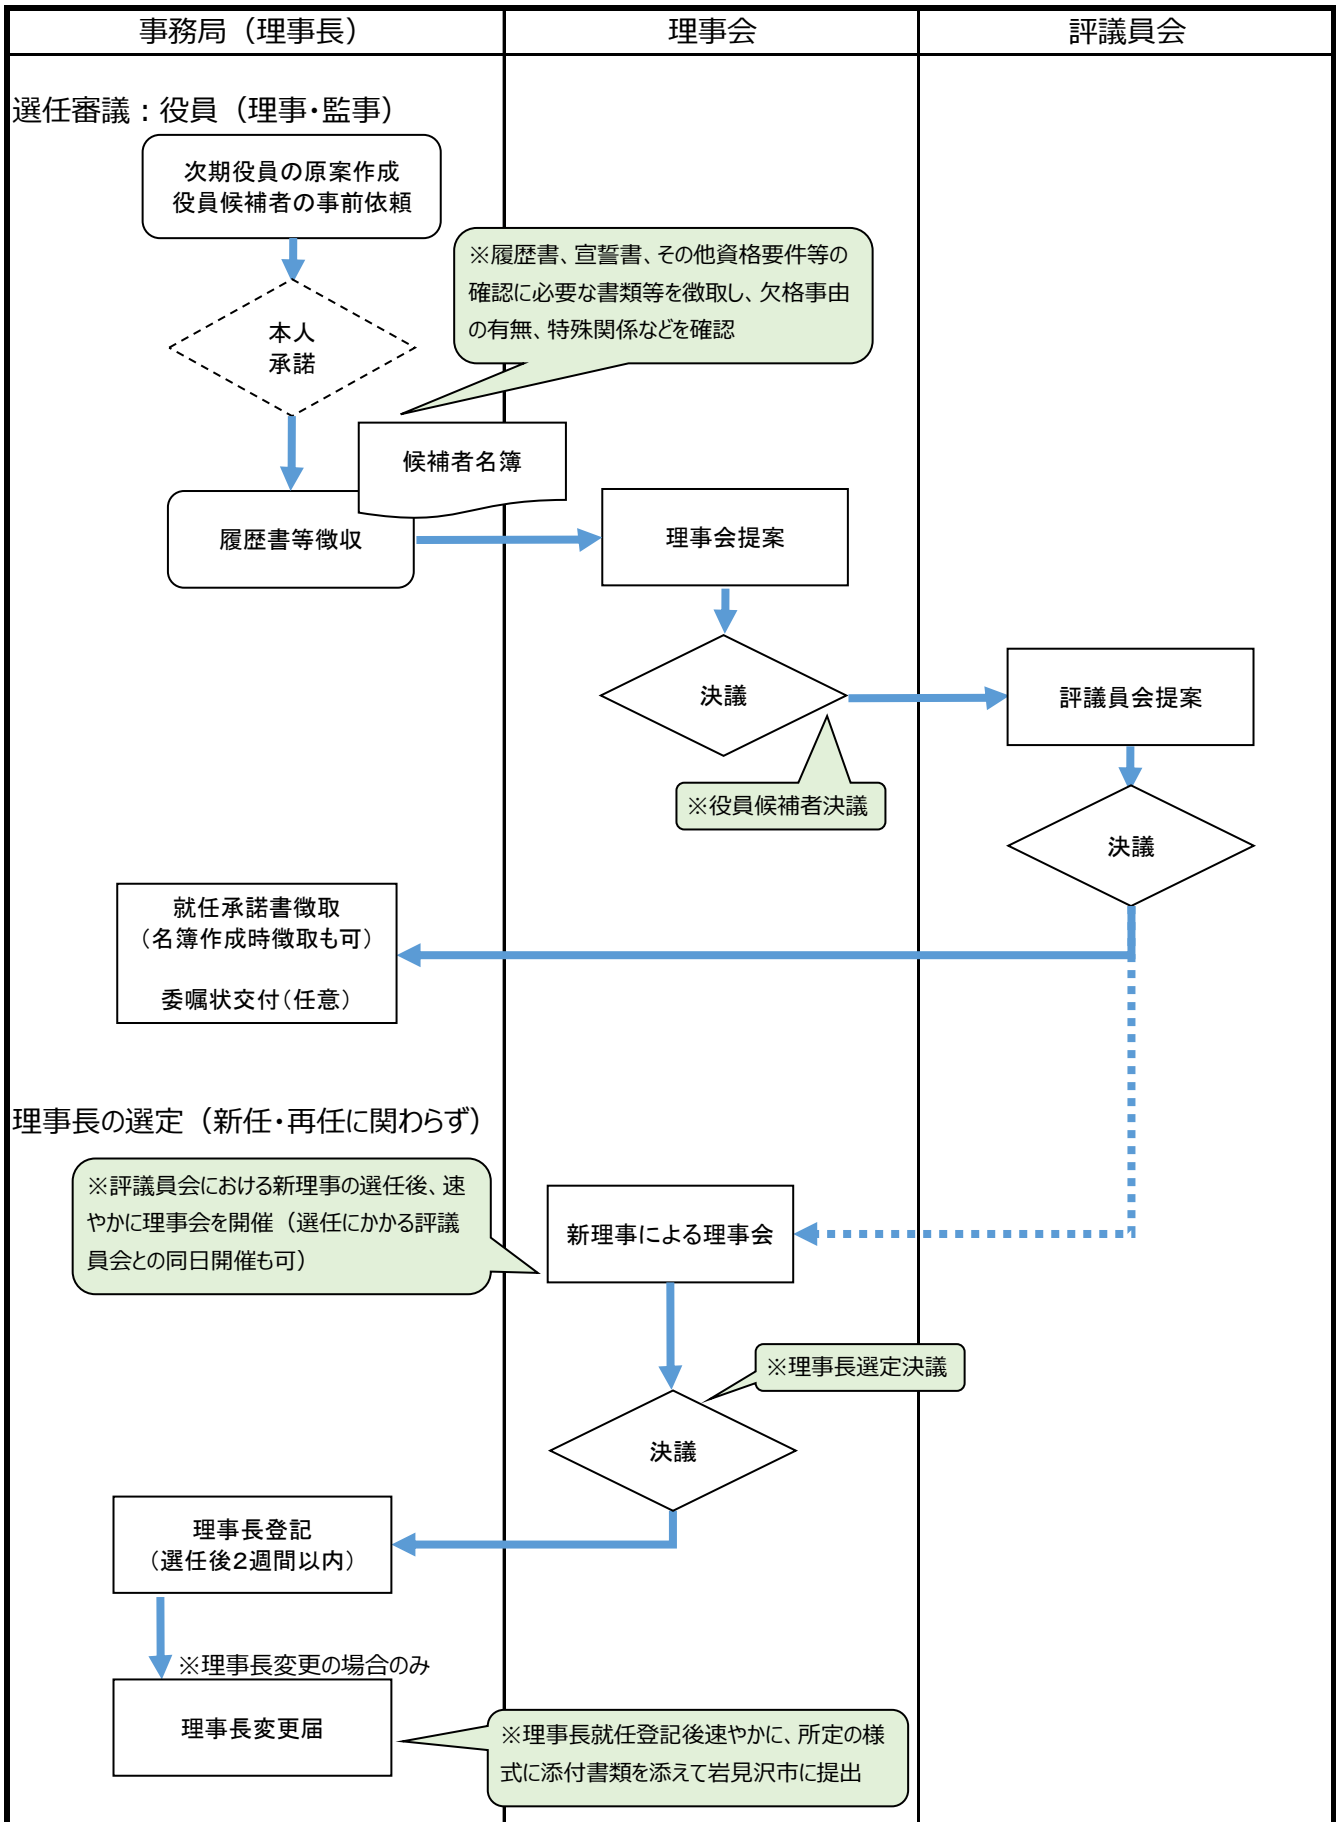 事務局（理事長）
理事会
評議員会
選任審議：役員（理事・監事）
次期役員の原案作成
役員候補者の事前依頼
※履歴書、宣誓書、その他資格要件等の
確認に必要な書類等を徴取し、欠格事由
の有無、特殊関係などを確認
本人
承諾
候補者名簿
履歴書等徴収
理事会提案
決議
評議員会提案
※役員候補者決議
決議
就任承諾書徴取
（名簿作成時徴取も可）
委嘱状交付（任意）
理事長の選定（新任・再任に関わらず）
※評議員会における新理事の選任後、速
やかに理事会を開催（選任にかかる評議
員会との同日開催も可）
新理事による理事会
※理事長選定決議
決議
理事長登記
（選任後２週間以内）
※理事長変更の場合のみ
理事長変更届
※理事長就任登記後速やかに、所定の様
式に添付書類を添えて岩見沢市に提出